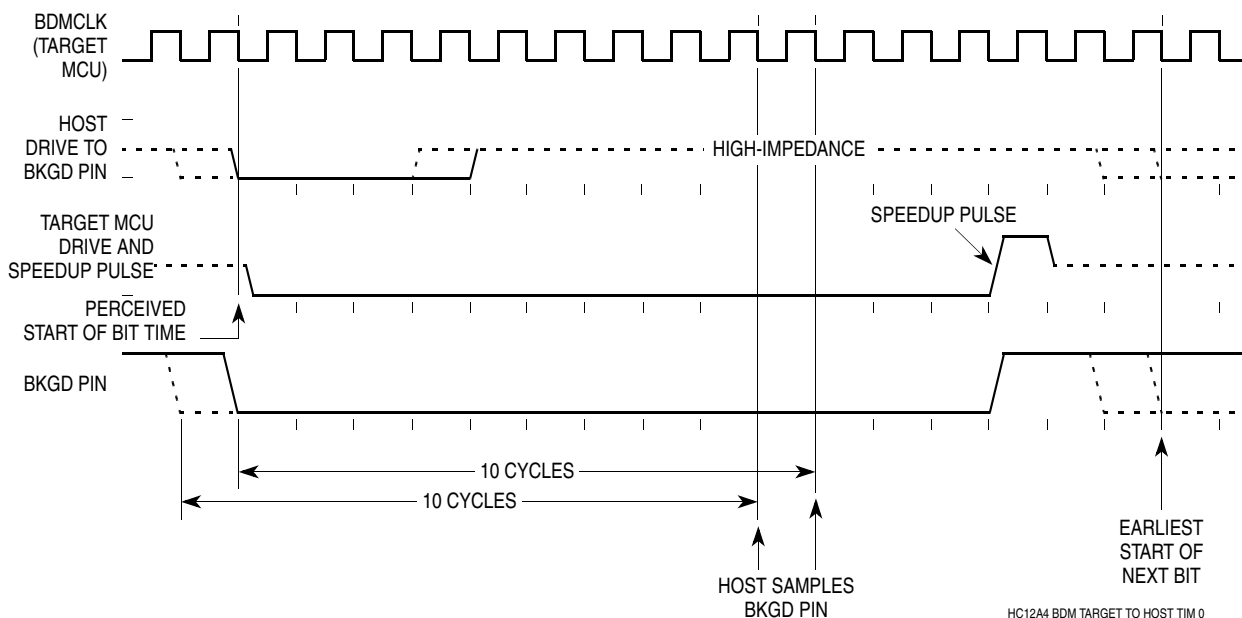 BDMCLK
(TARGET
MCU)
HOST
DRIVE TO
BKGD PIN
HIGH-IMPEDANCE
TARGET MCU
DRIVE AND
SPEEDUP PULSE
SPEEDUP PULSE
PERCEIVED
START OF BIT TIME
BKGD PIN
10 CYCLES
10 CYCLES
HOST SAMPLES
BKGD PIN
EARLIEST
START OF
NEXT BIT
HC12A4 BDM TARGET TO HOST TIM 0